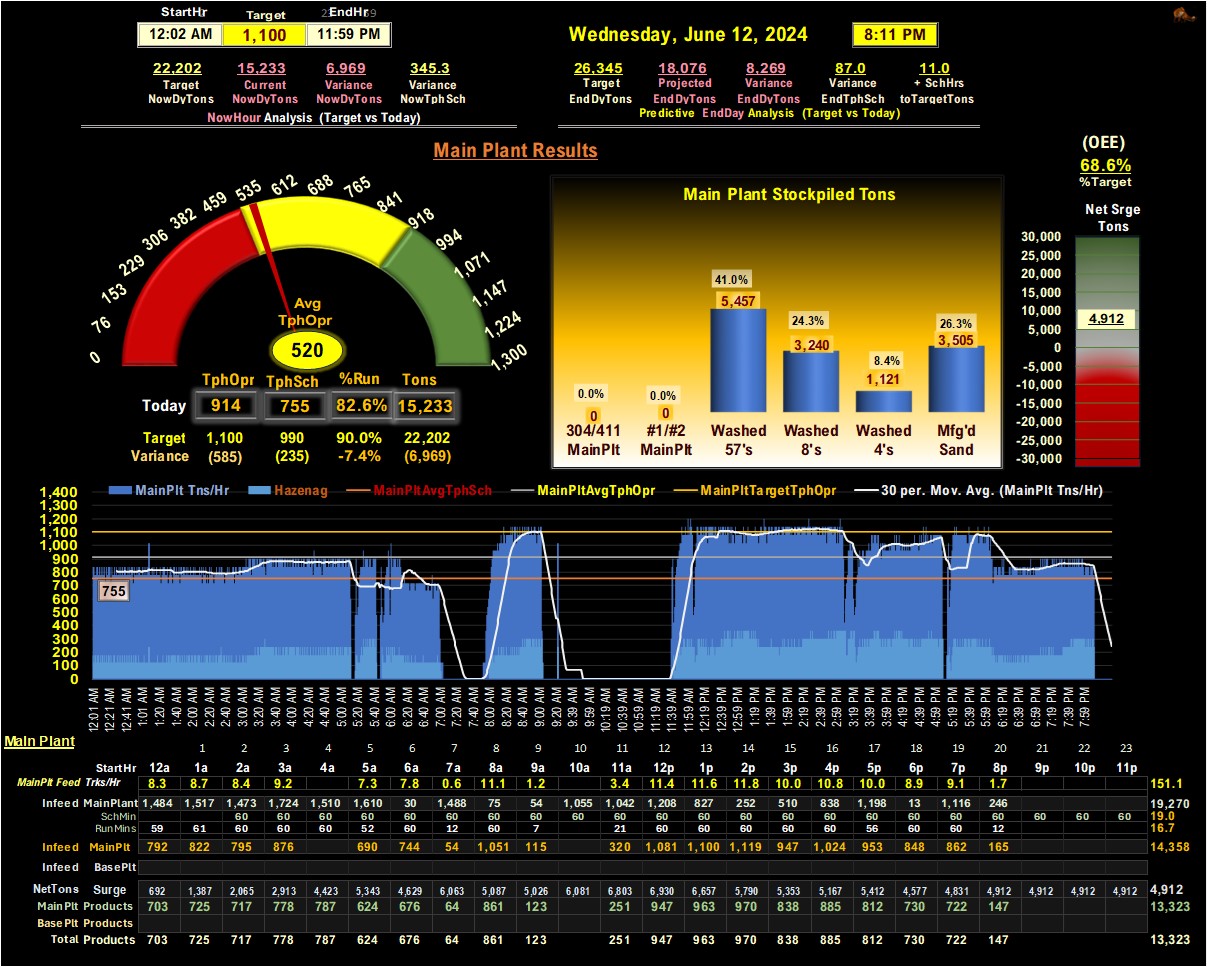 StartHr Target EndHr
12:02 AM 1,100 11:59 PM
Wednesday, June 12, 2024 8:11 PM
22,202 15,233 6,969 345.3
Target Current Variance Variance
NowDyTons NowDyTons NowDyTons NowTphSch
NowHour Analysis (Target vs Today)
26,345 18,076 8,269 87.0 11.0
Target Projected Variance Variance + SchHrs
EndDyTons EndDyTons EndDyTons EndTphSch toTargetTons
Predictive EndDay Analysis (Target vs Today)
Main Plant Results
(OEE)
68.6%
%Target
0 76 153 229 306 382 459 535 612 688 765 841 918 994 1,071 1,147 1,224 1,300
Avg
TphOpr
520
TphOpr TphSch %Run Tons
Today 914 755 82.6% 15,233
Target 1,100 990 90.0% 22,202
Variance (585) (235) -7.4% (6,969)
Main Plant Stockpiled Tons
0.0% 0.0% 41.0% 24.3% 8.4% 26.3%
0 0 5,457 3,240 1,121 3,505
304/411 #1/#2 Washed Washed Washed Mfg'd
MainPlt MainPlt 57's 8's 4's Sand
Net Srge
Tons
30,000
25,000
20,000
15,000
10,000
5,000
0
-5,000
-10,000
-15,000
-20,000
-25,000
-30,000
4,912
MainPlt Tns/Hr Hazenag MainPltAvgTphSch MainPltAvgTphOpr MainPltTargetTphOpr 30 per. Mov. Avg. (MainPlt Tns/Hr)
1,400
1,300
1,200
1,100
1,000
900
800
700
600
500
400
300
200
100
0
755
12:01 AM 12:21 AM 12:41 AM 1:01 AM 1:20 AM 1:40 AM 2:00 AM 2:20 AM 2:40 AM 3:00 AM 3:20 AM 3:40 AM 4:00 AM 4:20 AM 4:40 AM 5:00 AM 5:20 AM 5:40 AM 6:00 AM 6:20 AM 6:40 AM 7:00 AM 7:20 AM 7:40 AM 8:00 AM 8:20 AM 8:40 AM 9:00 AM 9:20 AM 9:39 AM 9:59 AM 10:19 AM 10:39 AM 10:59 AM 11:19 AM 11:39 AM 11:59 AM 12:19 PM 12:39 PM 12:59 PM 1:19 PM 1:39 PM 1:59 PM 2:19 PM 2:39 PM 2:59 PM 3:19 PM 3:39 PM 3:59 PM 4:19 PM 4:39 PM 4:59 PM 5:19 PM 5:39 PM 5:59 PM 6:19 PM 6:39 PM 6:59 PM 7:19 PM 7:39 PM 7:59 PM
Main Plant
1 2 3 4 5 6 7 8 9 10 11 12 13 14 15 16 17 18 19 20 21 22 23
StartHr 12a 1a 2a 3a 4a 5a 6a 7a 8a 9a 10a 11a 12p 1p 2p 3p 4p 5p 6p 7p 8p 9p 10p 11p
MainPlt Feed Trks/Hr 8.3 8.7 8.4 9.2 7.3 7.8 0.6 11.1 1.2 3.4 11.4 11.6 11.8 10.0 10.8 10.0 8.9 9.1 1.7 151.1
Infeed MainPlant 1,484 1,517 1,473 1,724 1,510 1,610 30 1,488 75 54 1,055 1,042 1,208 827 252 510 838 1,198 13 1,116 246 19,270
SchMin 60 60 60 60 60 60 60 60 60 60 60 60 60 60 60 60 60 60 60 60 60 60 19.0
RunMins 59 61 60 60 60 52 60 12 60 7 21 60 60 60 60 60 56 60 60 12 16.7
Infeed MainPlt 792 822 795 876 690 744 54 1,051 115 320 1,081 1,100 1,119 947 1,024 953 848 862 165 14,358
Infeed BasePlt
NetTons Surge 692 1,387 2,065 2,913 4,423 5,343 4,629 6,063 5,087 5,026 6,081 6,803 6,930 6,657 5,790 5,353 5,167 5,412 4,577 4,831 4,912 4,912 4,912 4,912 4,912
MainPlt Products 703 725 717 778 787 624 676 64 861 123 251 947 963 970 838 885 812 730 722 147 13,323
BasePlt Products
Total Products 703 725 717 778 787 624 676 64 861 123 251 947 963 970 838 885 812 730 722 147 13,323